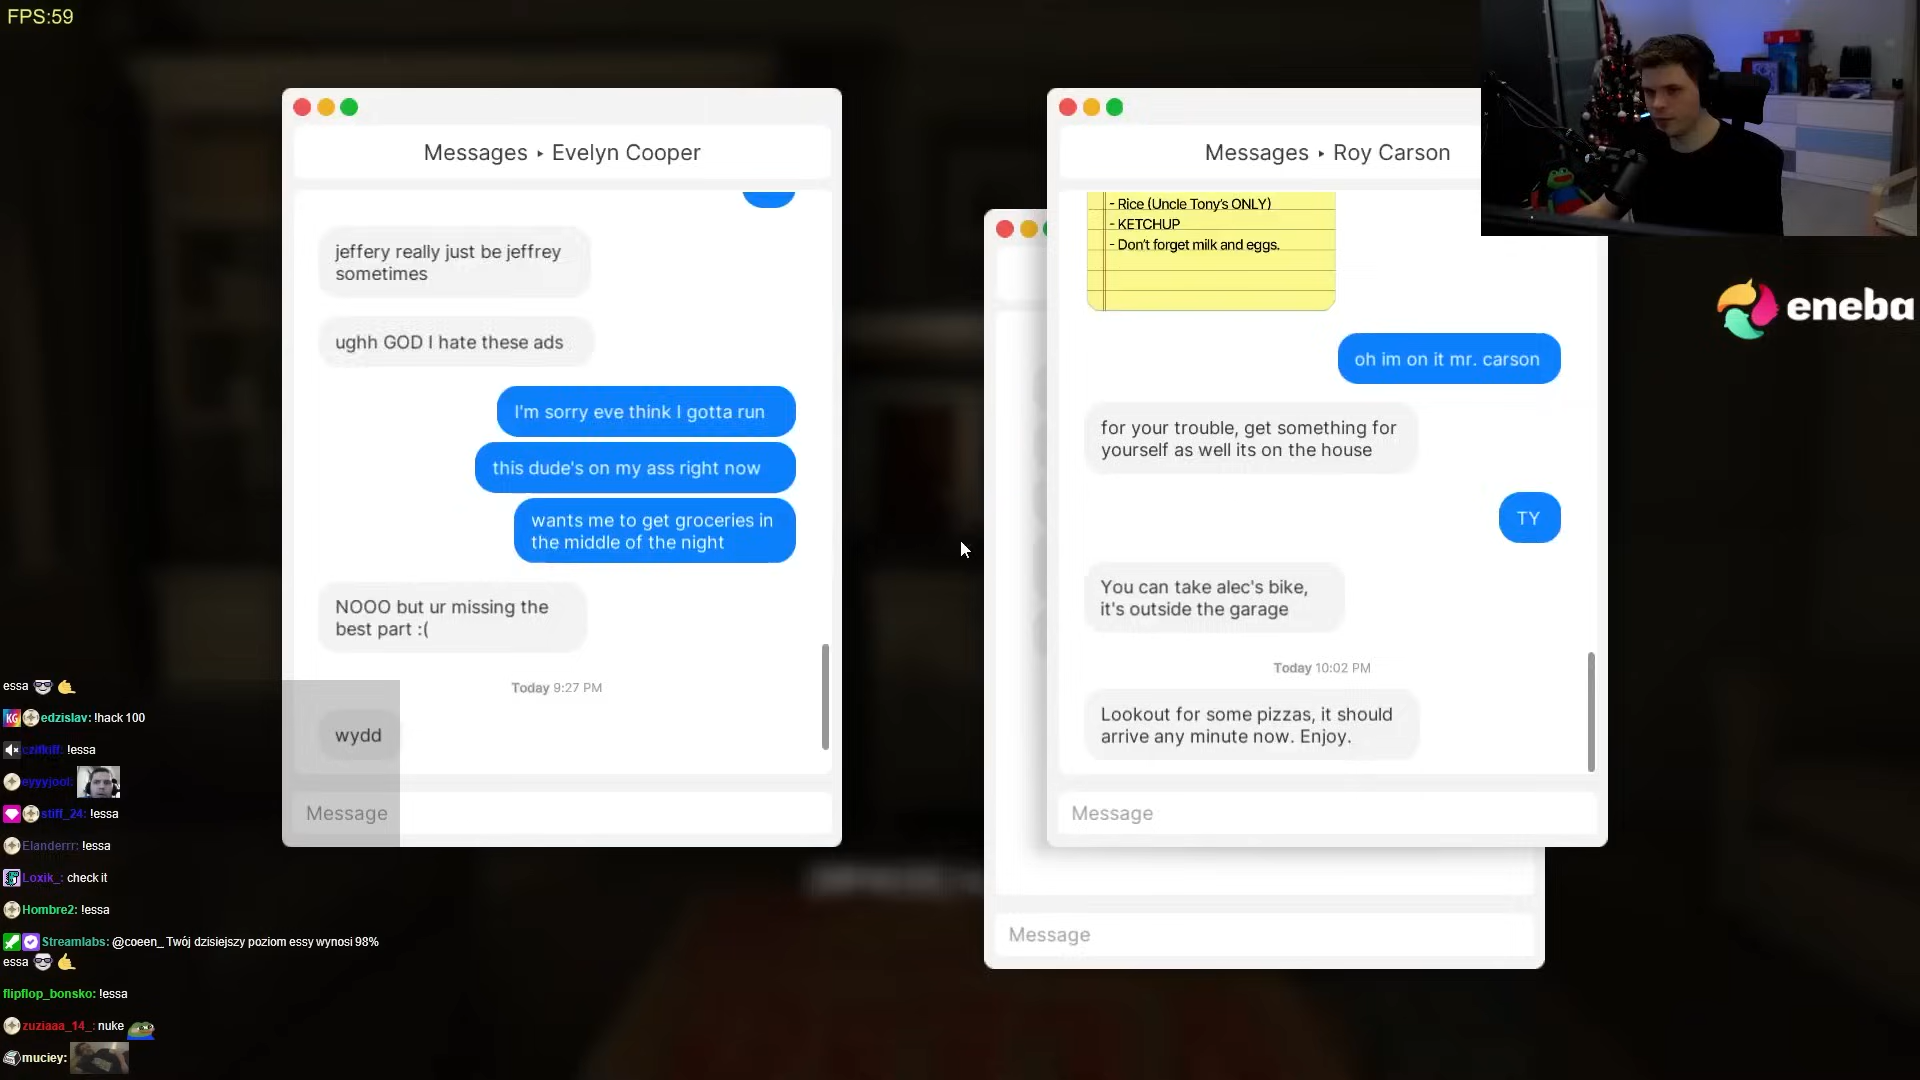 FPS:59
Messages ▸ Evelyn Cooper
jeffery really just be jeffrey
sometimes
ughh GOD I hate these ads
I'm sorry eve think I gotta run
this dude's on my ass right now
wants me to get groceries in
the middle of the night
NOOO but ur missing the
best part :(
Today 9:27 PM
wydd
Message
Messages ▸ Roy Carson
- Rice (Uncle Tony's ONLY)
- KETCHUP
- Don't forget milk and eggs.
oh im on it mr. carson
for your trouble, get something for
yourself as well its on the house
TY
You can take alec's bike,
it's outside the garage
Today 10:02 PM
Lookout for some pizzas, it should
arrive any minute now. Enjoy.
Message
Message
eneba
essa
KG edzislav: !hack 100
czifkiff: !essa
eyyyjool:
stiff_24: !essa
Elanderrr: !essa
Loxik_: check it
Hombre2: !essa
Streamlabs: @coeen_ Twój dzisiejszy poziom essy wynosi 98%
essa
flipflop_bonsko: !essa
zuziaaa_14_: nuke
muciey: